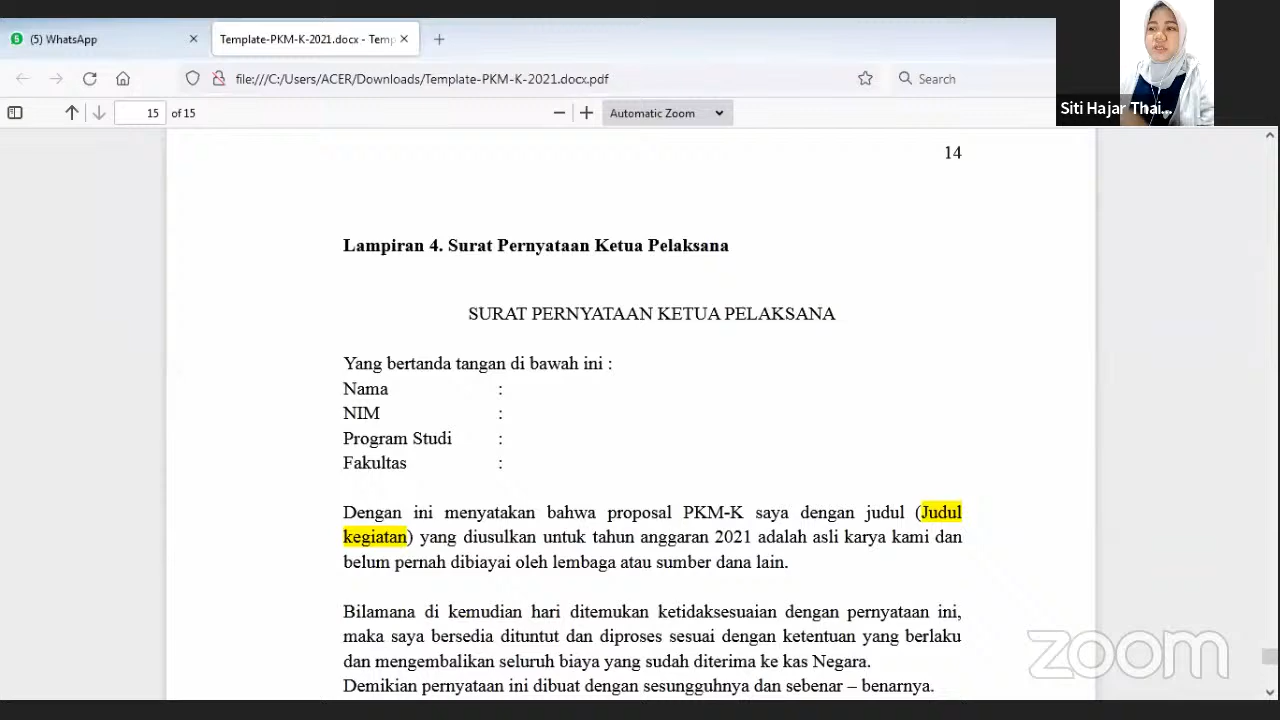 (5) WhatsApp
Template-PKM-K-2021.docx - Temp
file:///C:/Users/ACER/Downloads/Template-PKM-K-2021.docx.pdf
Search
Siti Hajar Thai...
15 of 15
Automatic Zoom
14
Lampiran 4. Surat Pernyataan Ketua Pelaksana
SURAT PERNYATAAN KETUA PELAKSANA
Yang bertanda tangan di bawah ini :
Nama :
NIM :
Program Studi :
Fakultas :
Dengan ini menyatakan bahwa proposal PKM-K saya dengan judul (Judul
kegiatan) yang diusulkan untuk tahun anggaran 2021 adalah asli karya kami dan
belum pernah dibiayai oleh lembaga atau sumber dana lain.
Bilamana di kemudian hari ditemukan ketidaksesuaian dengan pernyataan ini,
maka saya bersedia dituntut dan diproses sesuai dengan ketentuan yang berlaku
dan mengembalikan seluruh biaya yang sudah diterima ke kas Negara.
Demikian pernyataan ini dibuat dengan sesungguhnya dan sebenar – benarnya.
zoom